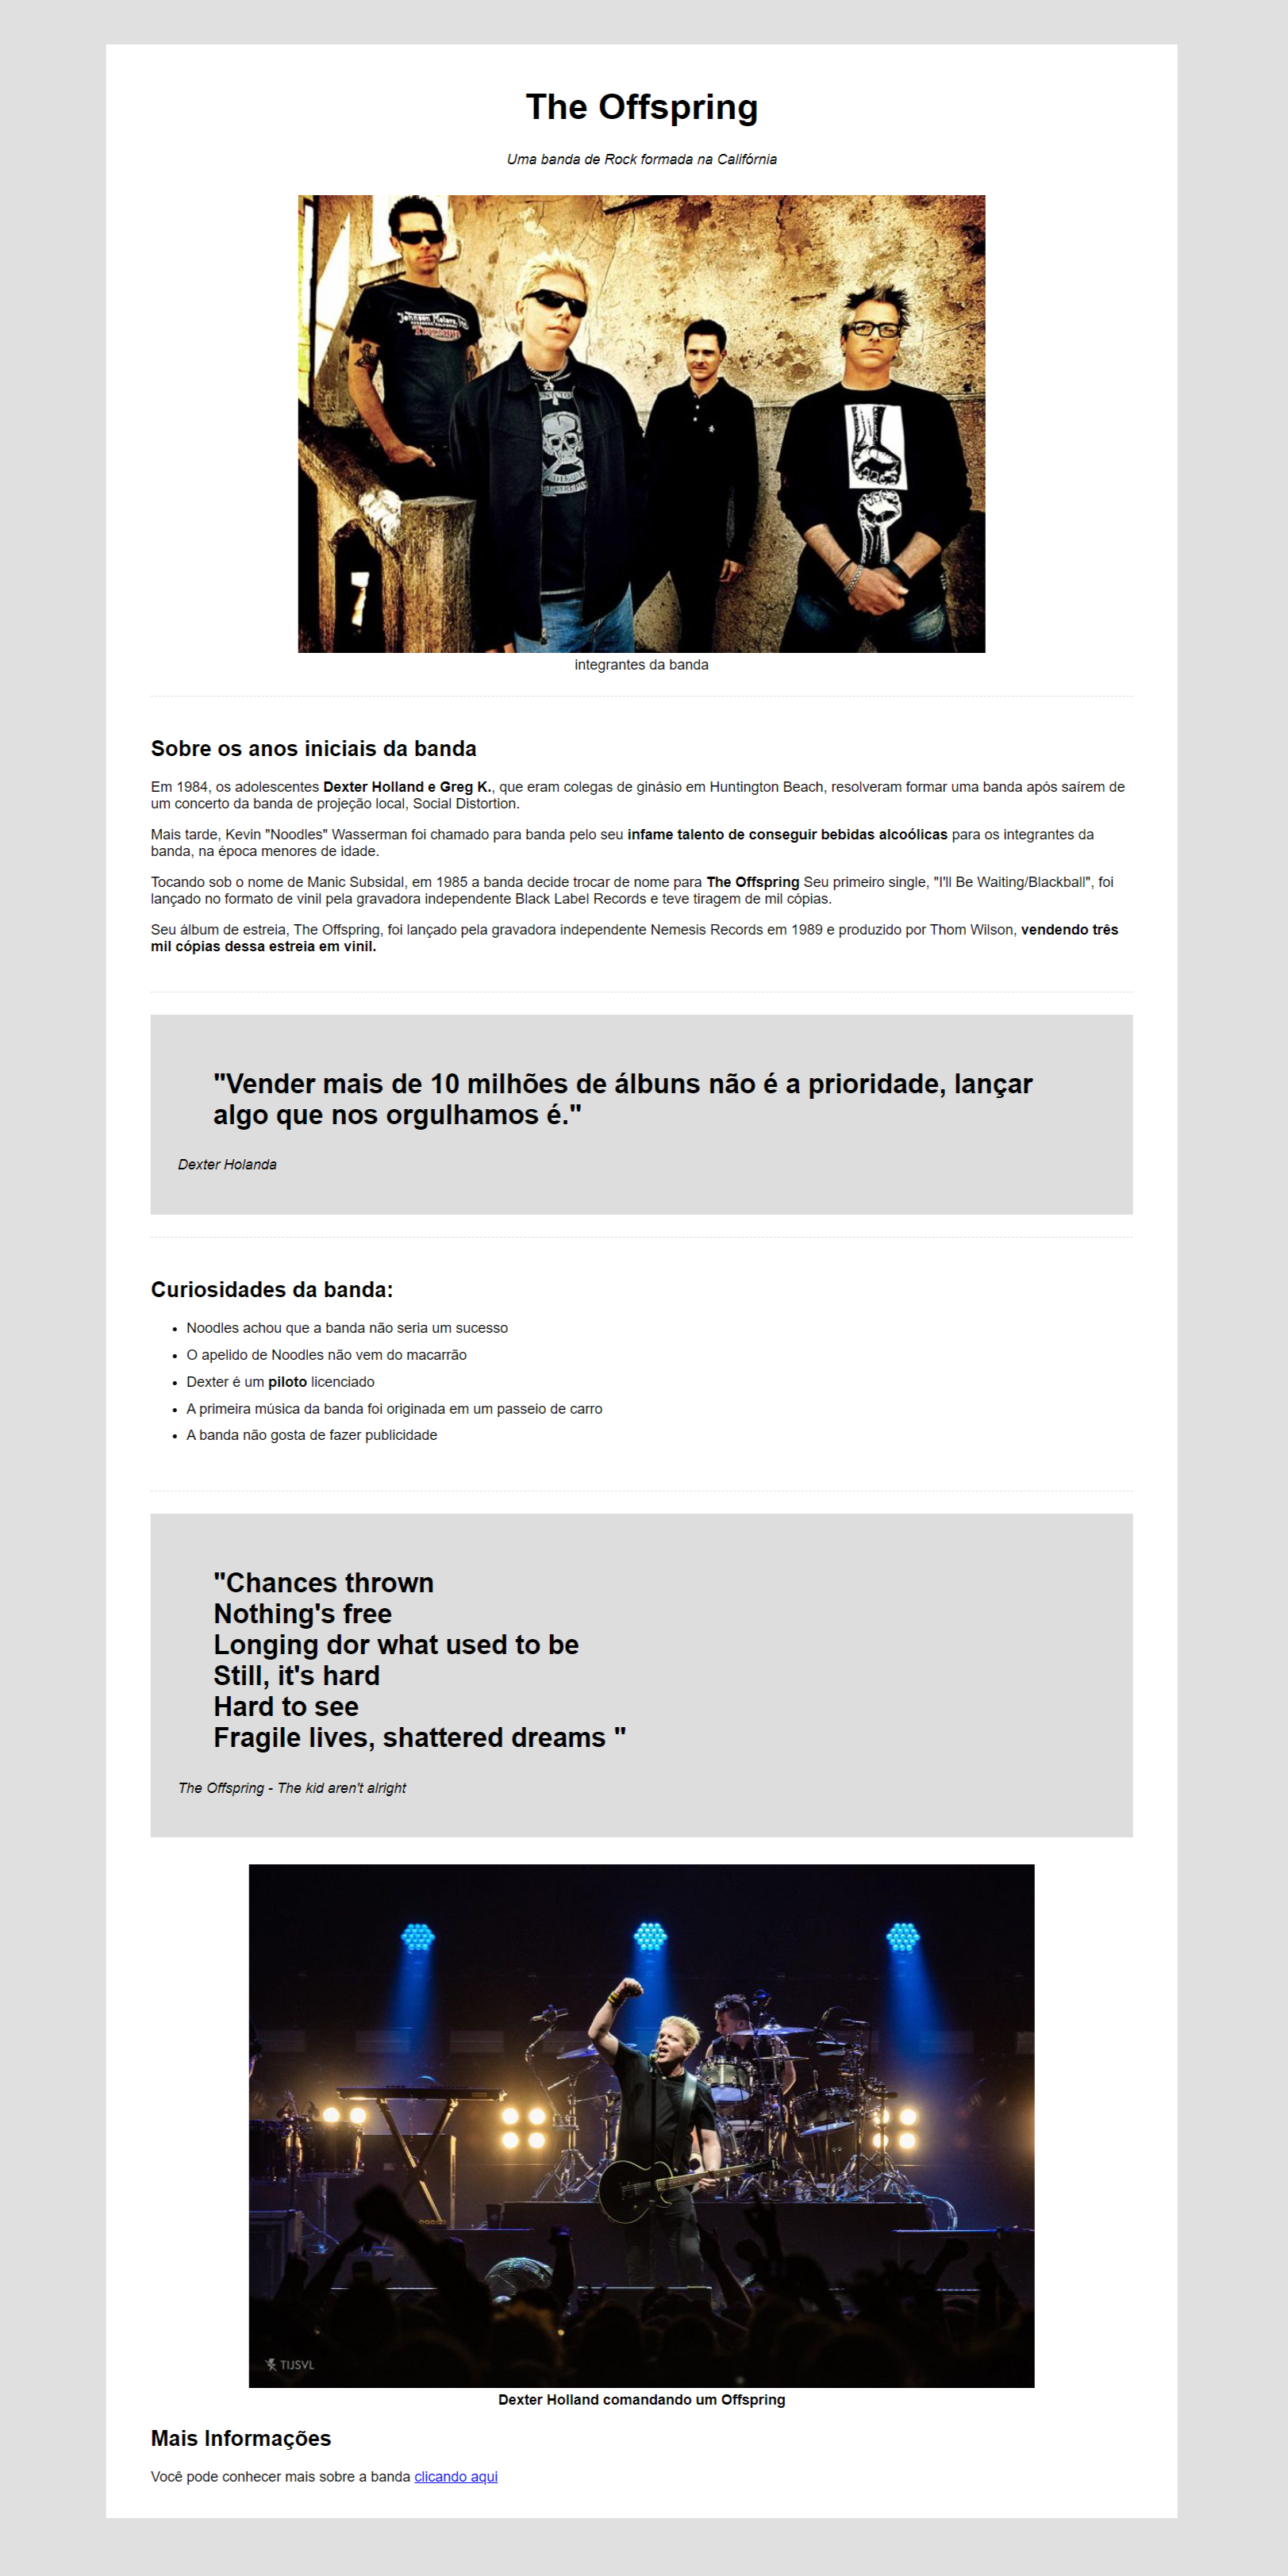 The Offspring
Uma banda de Rock formada na Califórnia
integrantes da banda
Sobre os anos iniciais da banda
Em 1984, os adolescentes Dexter Holland e Greg K., que eram colegas de ginásio em Huntington Beach, resolveram formar uma banda após saírem de
um concerto da banda de projeção local, Social Distortion.
Mais tarde, Kevin "Noodles" Wasserman foi chamado para banda pelo seu infame talento de conseguir bebidas alcoólicas para os integrantes da
banda, na época menores de idade.
Tocando sob o nome de Manic Subsidal, em 1985 a banda decide trocar de nome para The Offspring Seu primeiro single, "I'll Be Waiting/Blackball", foi
lançado no formato de vinil pela gravadora independente Black Label Records e teve tiragem de mil cópias.
Seu álbum de estreia, The Offspring, foi lançado pela gravadora independente Nemesis Records em 1989 e produzido por Thom Wilson, vendendo três
mil cópias dessa estreia em vinil.
"Vender mais de 10 milhões de álbuns não é a prioridade, lançar
algo que nos orgulhamos é."
Dexter Holanda
Curiosidades da banda:
• Noodles achou que a banda não seria um sucesso
• O apelido de Noodles não vem do macarrão
• Dexter é um piloto licenciado
• A primeira música da banda foi originada em um passeio de carro
• A banda não gosta de fazer publicidade
"Chances thrown
Nothing's free
Longing dor what used to be
Still, it's hard
Hard to see
Fragile lives, shattered dreams "
The Offspring - The kid aren't alright
TIJSVL
Dexter Holland comandando um Offspring
Mais Informações
Você pode conhecer mais sobre a banda clicando aqui